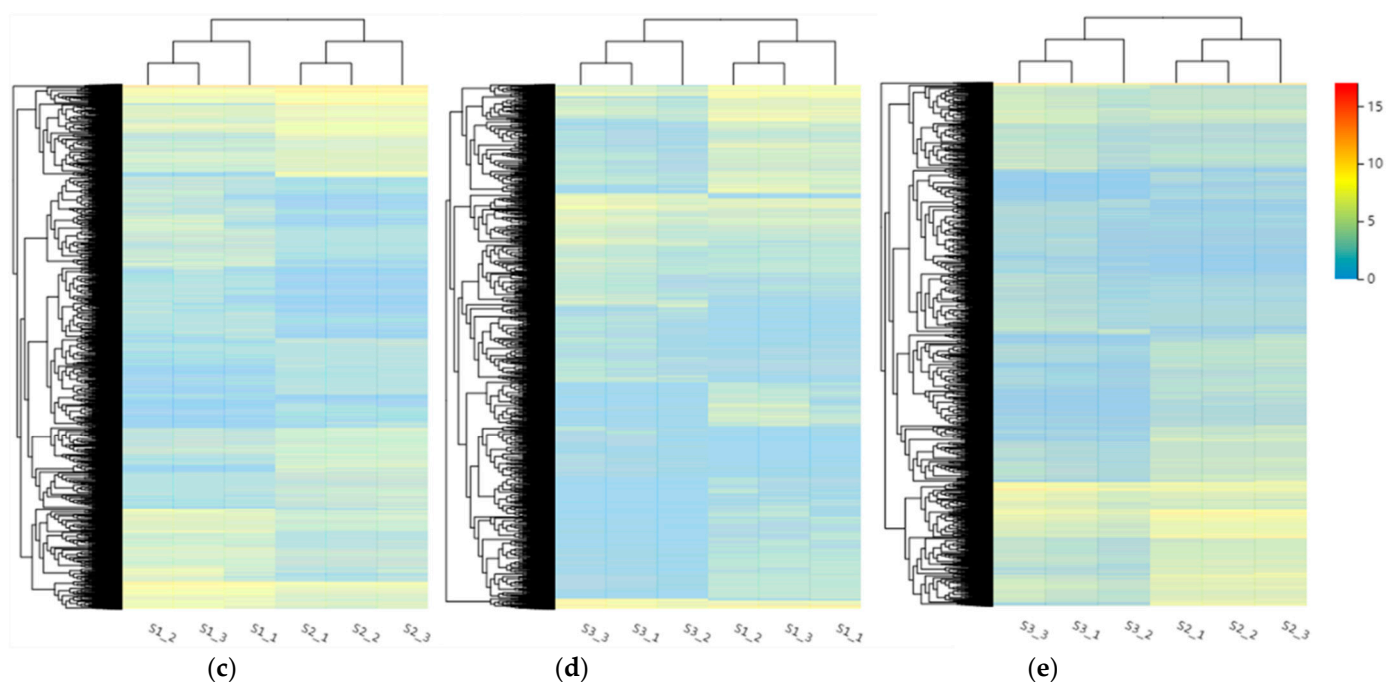 15
10
5
0
S1_2 S1_3 S1_1 S2_1 S2_2 S2_3
S3_3 S3_1 S3_2 S1_2 S1_3 S1_1
S3_3 S3_1 S3_2 S2_1 S2_2 S2_3
(c) (d) (e)